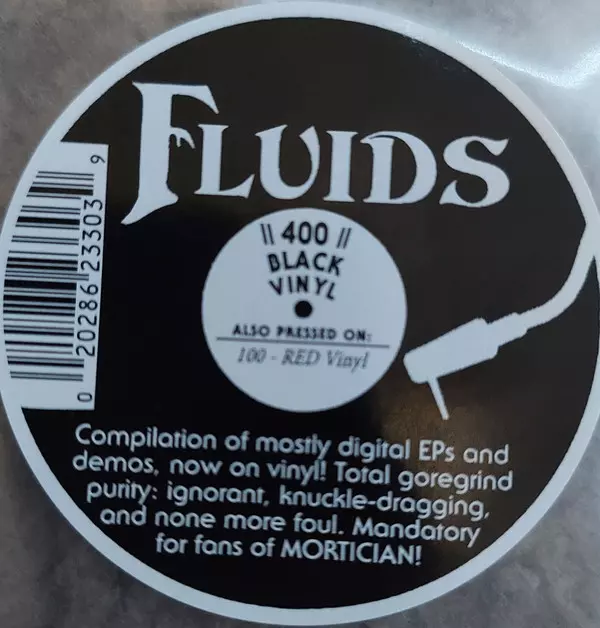 FLUIDS
|| 400 ||
BLACK
VINYL
ALSO PRESSED ON:
100 - RED Vinyl
0 20286 23303 9
Compilation of mostly digital EPs and
demos, now on vinyl! Total goregrind
purity: ignorant, knuckle-dragging,
and none more foul. Mandatory
for fans of MORTICIAN!